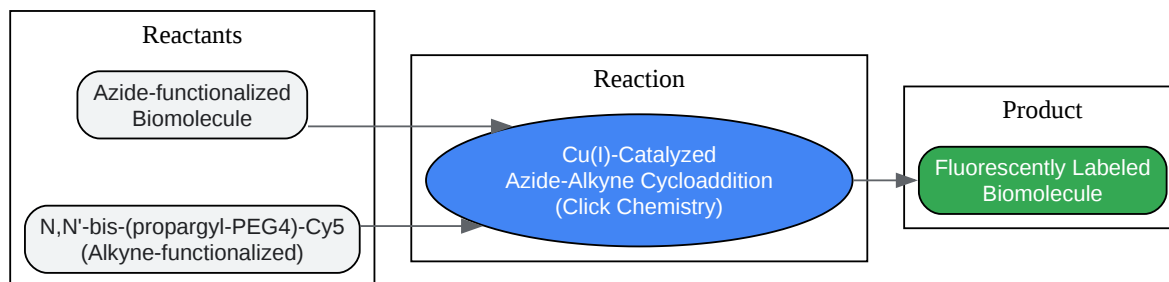 Reactants
Azide-functionalized
Biomolecule
N,N'-bis-(propargyl-PEG4)-Cy5
(Alkyne-functionalized)
Reaction
Cu(I)-Catalyzed
Azide-Alkyne Cycloaddition
(Click Chemistry)
Product
Fluorescently Labeled
Biomolecule